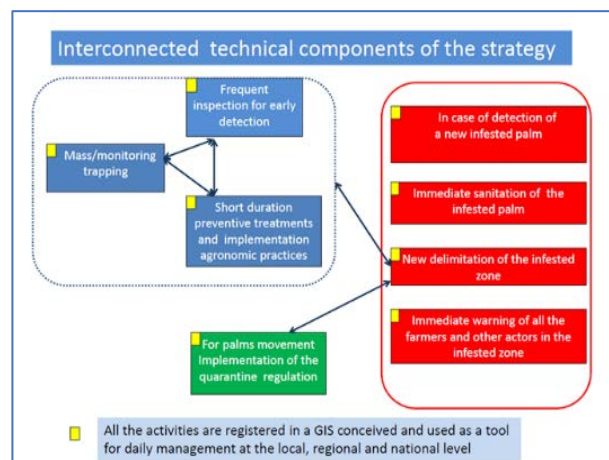 Interconnected technical components of the strategy
Frequent
inspection for early
detection
Mass/monitoring
trapping
Short duration
preventive treatments
and implementation
agronomic practices
In case of detection of
a new infested palm
Immediate sanitation of the
infested palm
New delimitation of the infested
zone
Immediate warning of all the
farmers and other actors in the
infested zone
For palms movement
Implementation of the
quarantine regulation
All the activities are registered in a GIS conceived and used as a tool
for daily management at the local, regional and national level